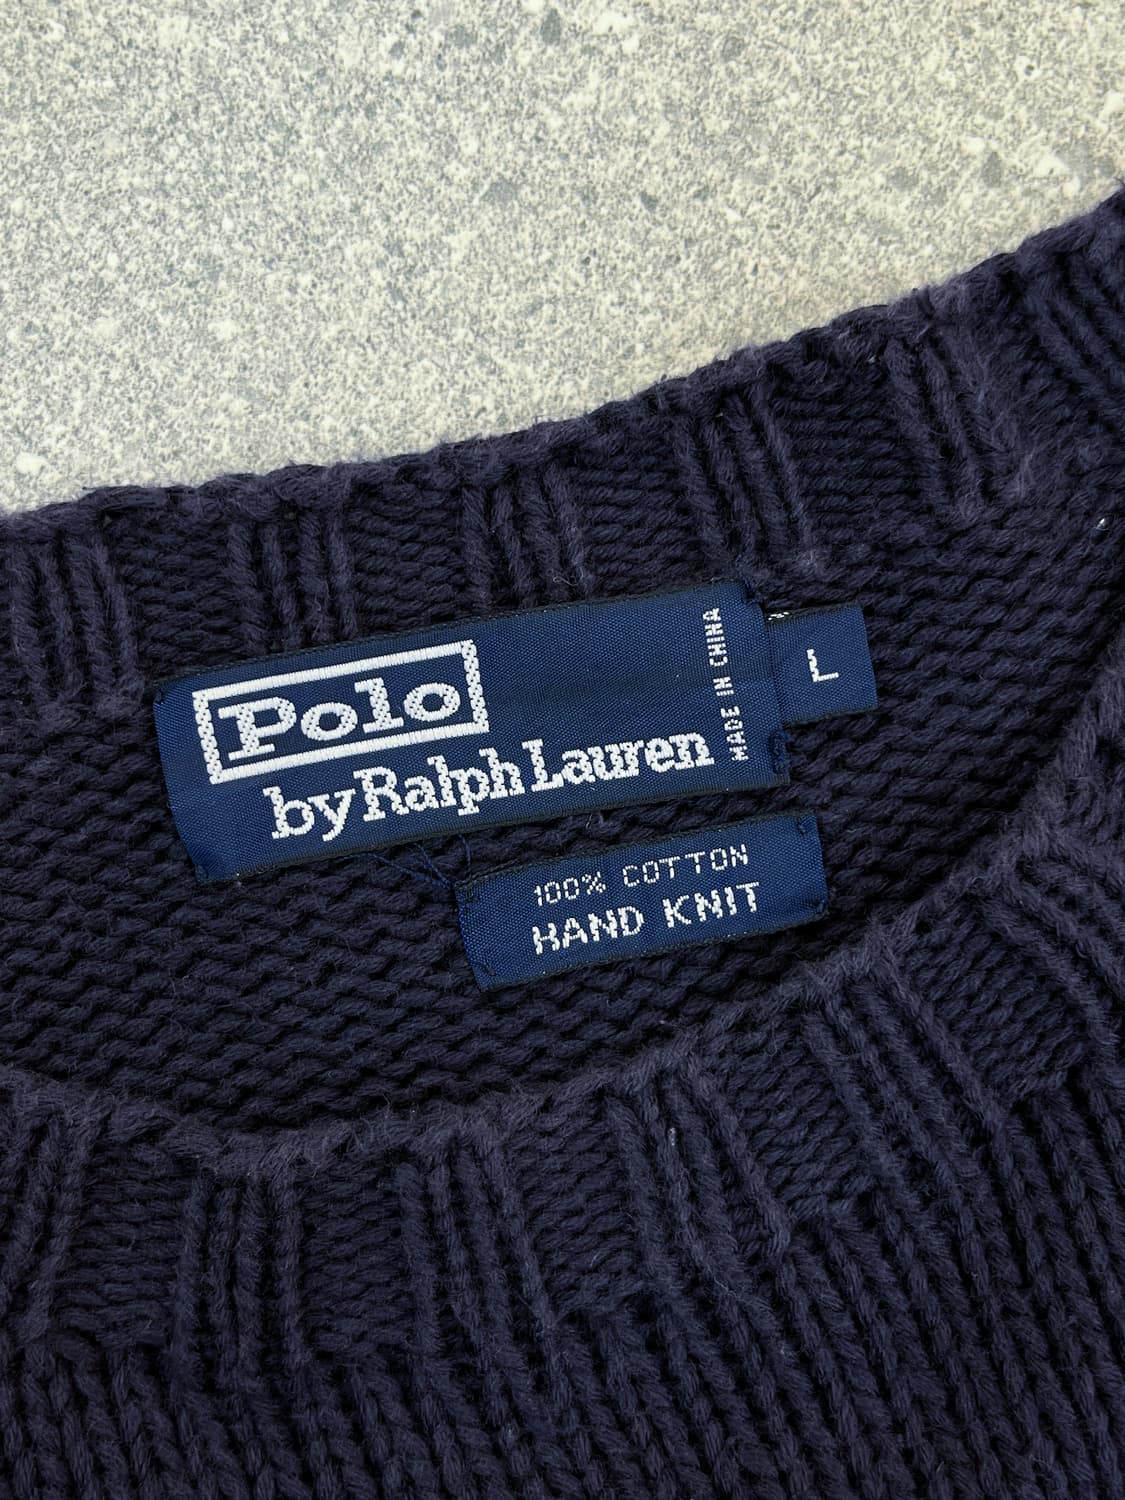 Polo
by Ralph Lauren
MADE IN CHINA
L
100% COTTON
HAND KNIT